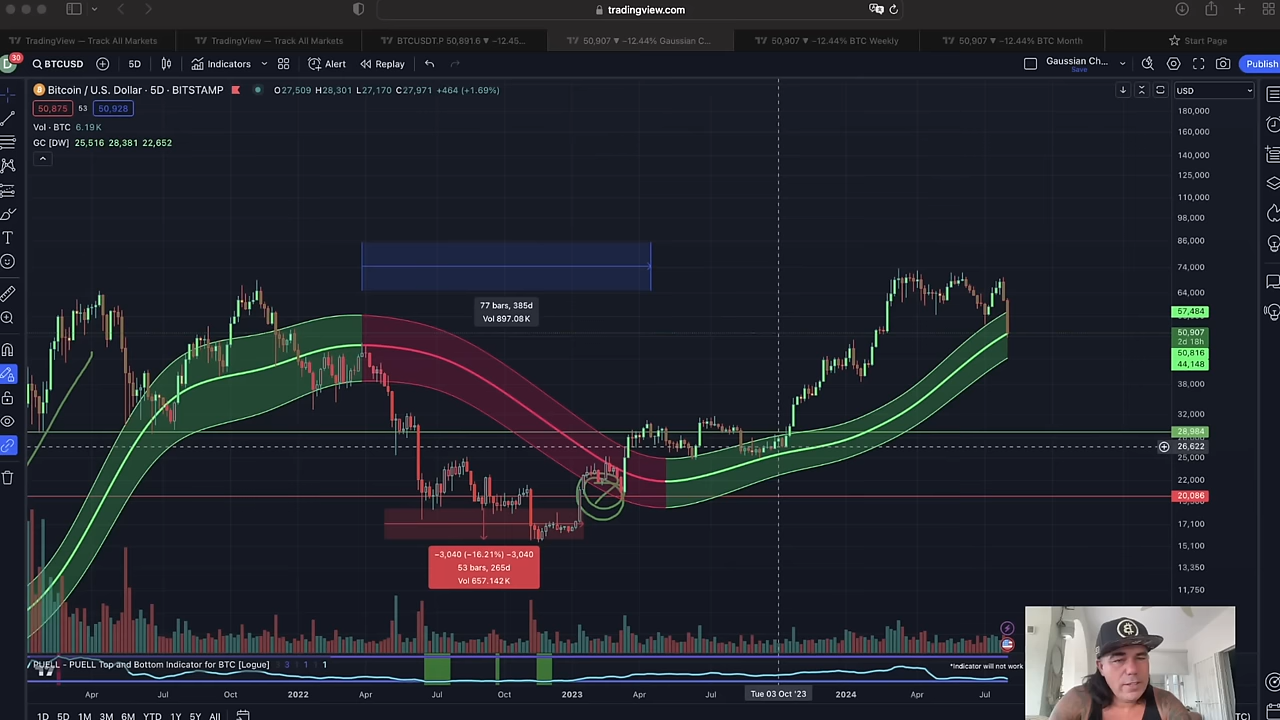 tradingview.com
TradingView — Track All Markets
TradingView — Track All Markets
BTCUSDT.P 50,891.6 ▼ −12.45...
50,907 ▼ −12.44% Gaussian C...
50,907 ▼ −12.44% BTC Weekly
50,907 ▼ −12.44% BTC Month
Start Page
30
BTCUSD
5D
Indicators
Alert
Replay
Gaussian Ch...
Save
Publish
Bitcoin / U.S. Dollar · 5D · BITSTAMP
O27,509 H28,301 L27,170 C27,971 +464 (+1.69%)
USD
50,875
53
50,928
Vol · BTC 6.19K
GC [DW] 25,516 28,381 22,652
180,000
160,000
140,000
125,000
110,000
98,000
86,000
74,000
64,000
57,484
50,907
2d 18h
50,816
44,148
38,000
32,000
28,984
26,622
25,000
22,000
20,086
17,100
15,100
13,350
11,750
77 bars, 385d
Vol 897.08K
−3,040 (−16.21%) −3,040
53 bars, 265d
Vol 657.142K
PUELL - PUELL Top and Bottom Indicator for BTC [Logue] 3 1 1
*Indicator will not work
Apr
Jul
Oct
2022
Apr
Jul
Oct
2023
Apr
Jul
Tue 03 Oct '23
2024
Apr
Jul
1D 5D 1M 3M 6M YTD 1Y 5Y All